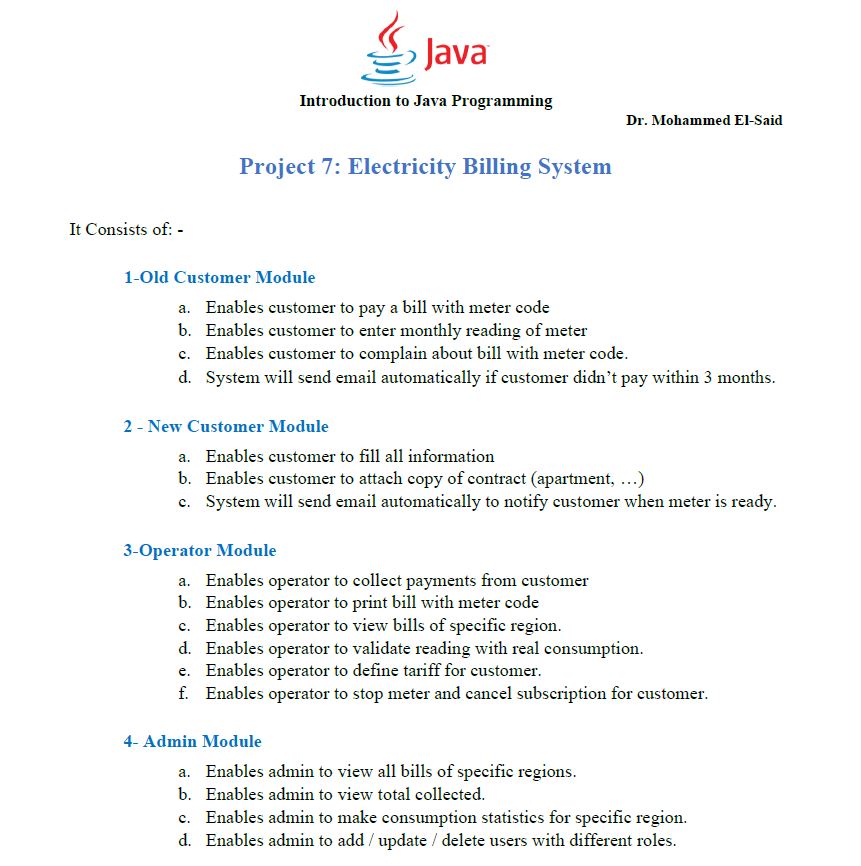 Java
Introduction to Java Programming
Dr. Mohammed El-Said
Project 7: Electricity Billing System
It Consists of: -
1-Old Customer Module
a. Enables customer to pay a bill with meter code
b. Enables customer to enter monthly reading of meter
c. Enables customer to complain about bill with meter code.
d. System will send email automatically if customer didn’t pay within 3 months.
2 - New Customer Module
a. Enables customer to fill all information
b. Enables customer to attach copy of contract (apartment, …)
c. System will send email automatically to notify customer when meter is ready.
3-Operator Module
a. Enables operator to collect payments from customer
b. Enables operator to print bill with meter code
c. Enables operator to view bills of specific region.
d. Enables operator to validate reading with real consumption.
e. Enables operator to define tariff for customer.
f. Enables operator to stop meter and cancel subscription for customer.
4- Admin Module
a. Enables admin to view all bills of specific regions.
b. Enables admin to view total collected.
c. Enables admin to make consumption statistics for specific region.
d. Enables admin to add / update / delete users with different roles.